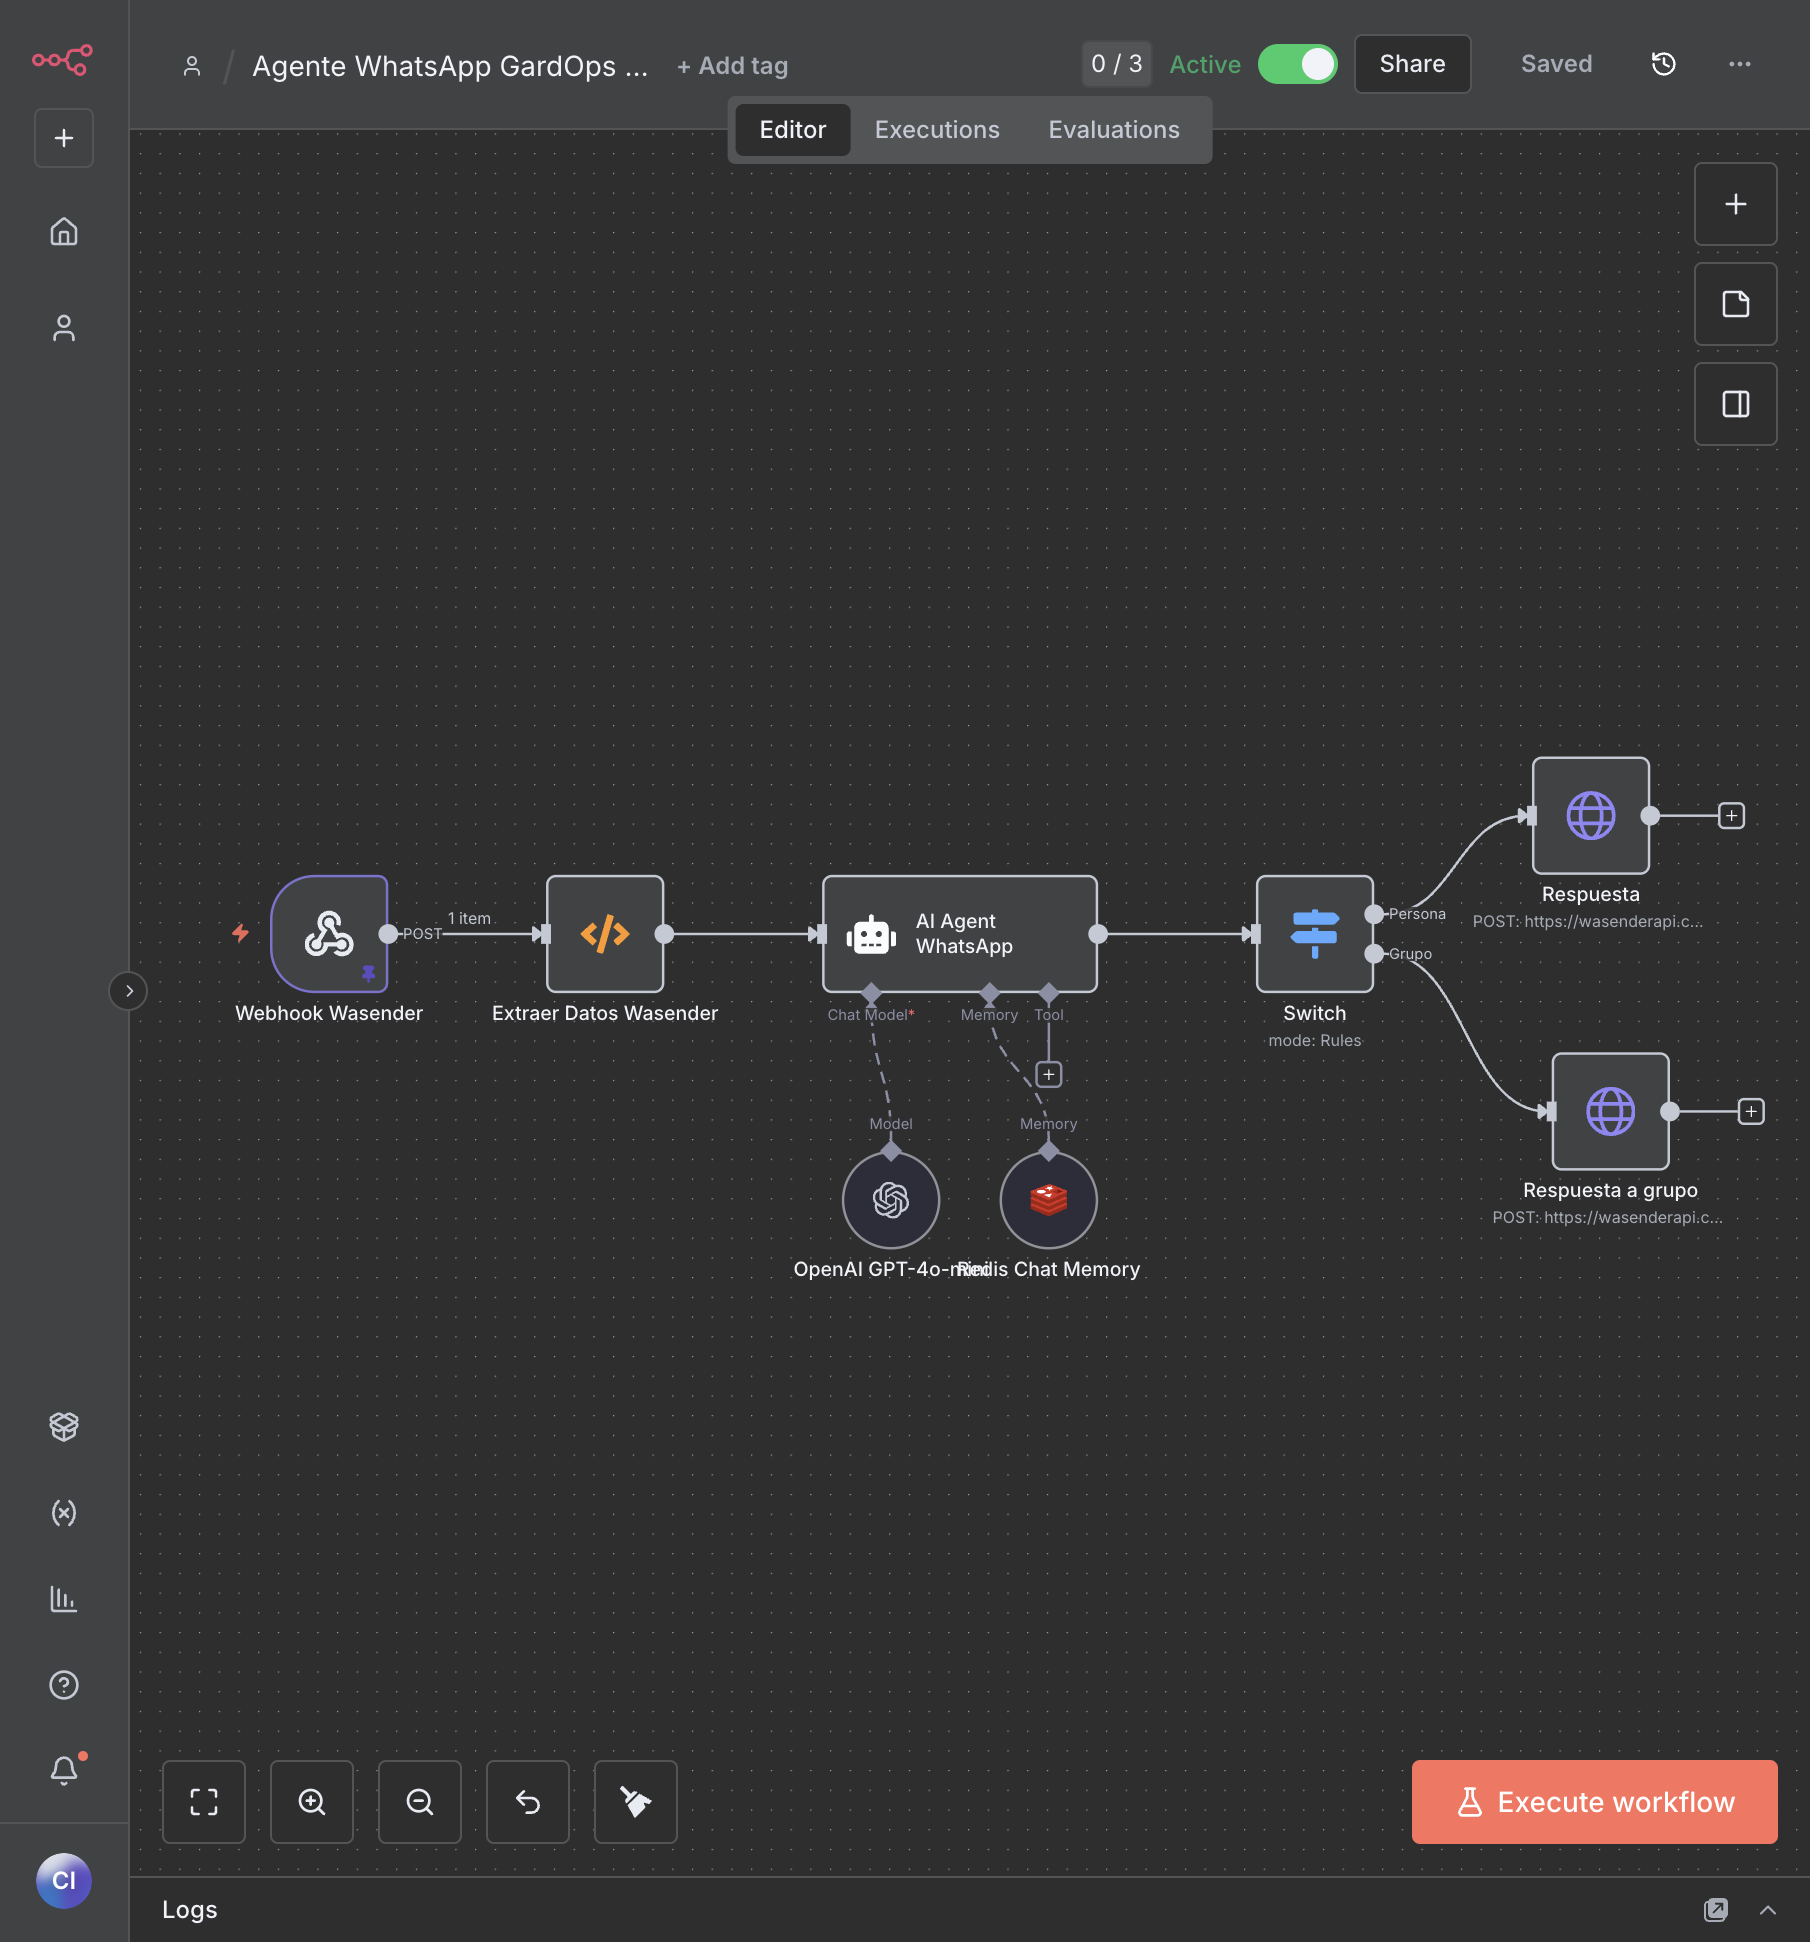 Agente WhatsApp GardOps ...
+ Add tag
0 / 3
Active
Share
Saved
Editor
Executions
Evaluations
Respuesta
POST: https://wasenderapi.c...
1 item
POST
Webhook Wasender
Extraer Datos Wasender
AI Agent
WhatsApp
Chat Model*
Memory
Tool
Persona
Grupo
Switch
mode: Rules
Model
Memory
OpenAI GPT-4o-mini
Redis Chat Memory
Respuesta a grupo
POST: https://wasenderapi.c...
Execute workflow
CI
Logs